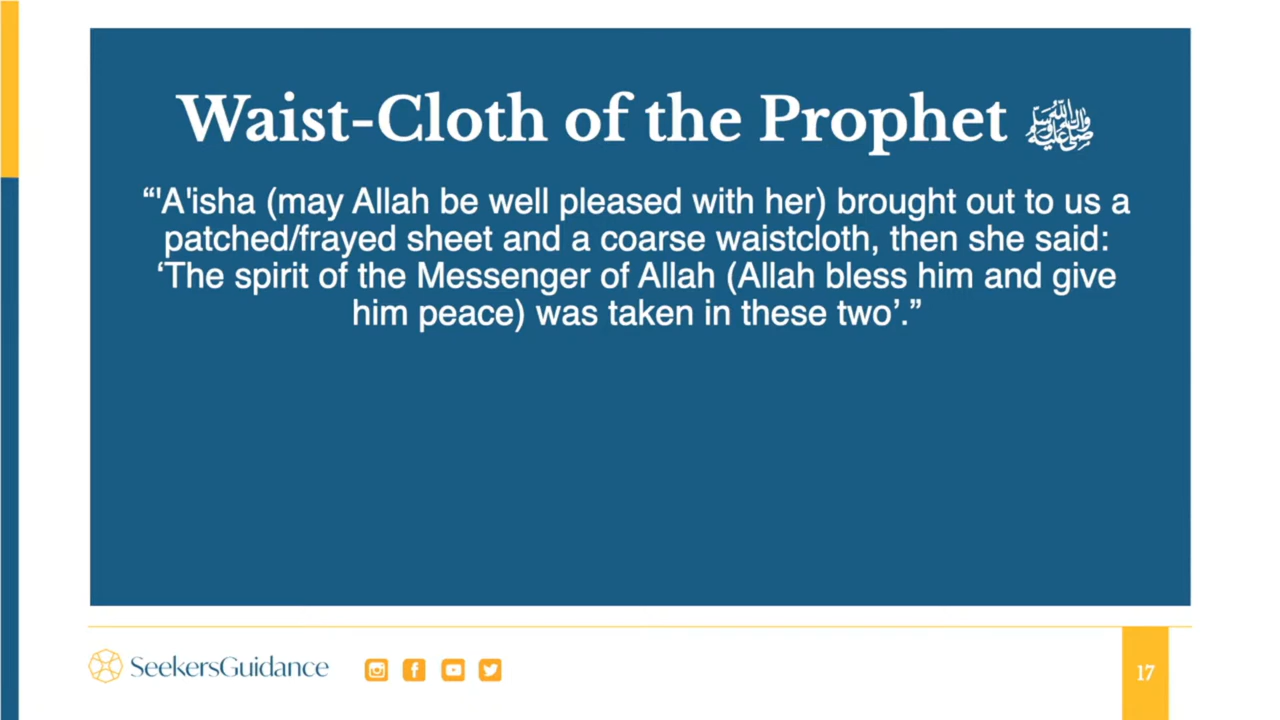 Waist-Cloth of the Prophet ﷺ
“'A'isha (may Allah be well pleased with her) brought out to us a
patched/frayed sheet and a coarse waistcloth, then she said:
‘The spirit of the Messenger of Allah (Allah bless him and give
him peace) was taken in these two’.”
SeekersGuidance
17